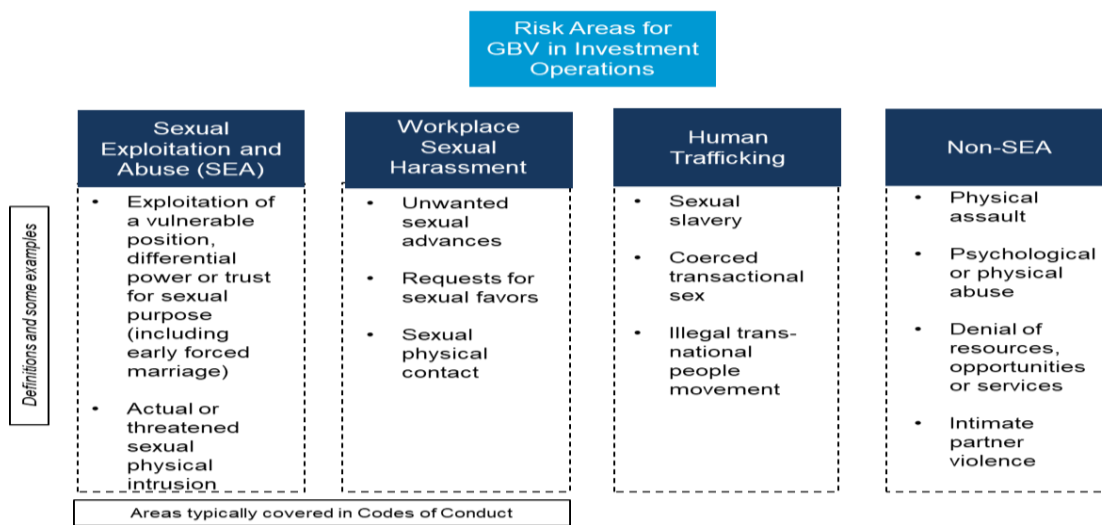 Risk Areas for
GBV in Investment
Operations
Sexual
Exploitation and
Abuse (SEA)
Workplace
Sexual
Harassment
Human
Trafficking
Non-SEA
Definitions and some examples
• Exploitation of
a vulnerable
position,
differential
power or trust
for sexual
purpose
(including
early forced
marriage)
• Actual or
threatened
sexual
physical
intrusion
• Unwanted
sexual
advances
• Requests for
sexual favors
• Sexual
physical
contact
• Sexual
slavery
• Coerced
transactional
sex
• Illegal trans-
national
people
movement
• Physical
assault
• Psychological
or physical
abuse
• Denial of
resources,
opportunities
or services
• Intimate
partner
violence
Areas typically covered in Codes of Conduct